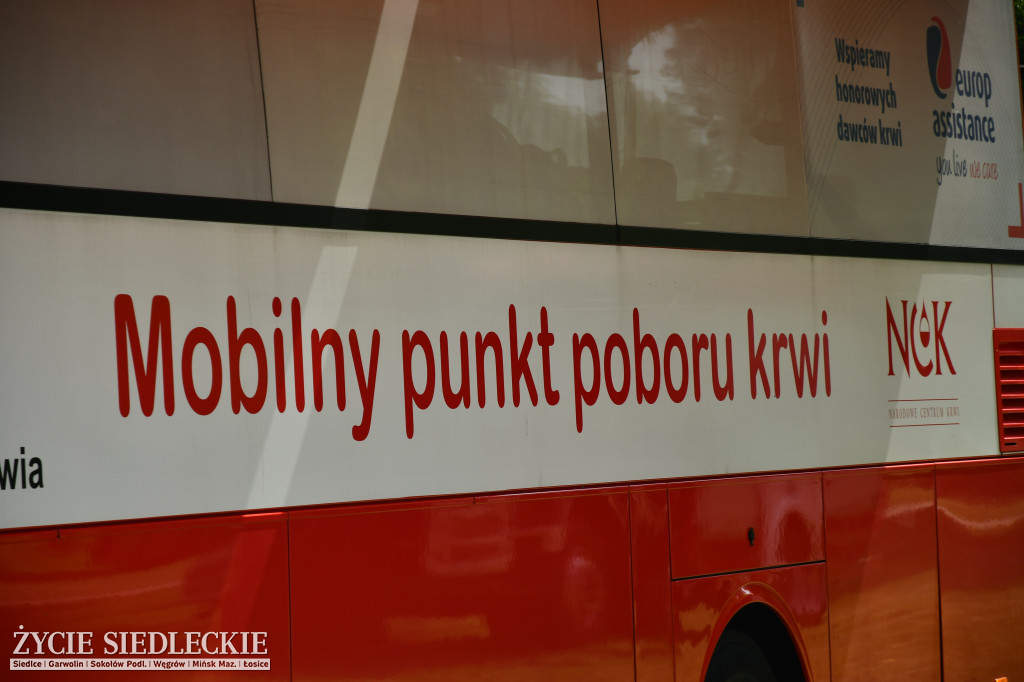 Wspieramy
honorowych
dawców krwi
europ
assistance
you live we care
Mobilny punkt poboru krwi
NCK
NARODOWE CENTRUM KRWI
wia
ŻYCIE SIEDLECKIE
Siedlce | Garwolin | Sokołów Podl. | Węgrów | Mińsk Maz. | Łosice